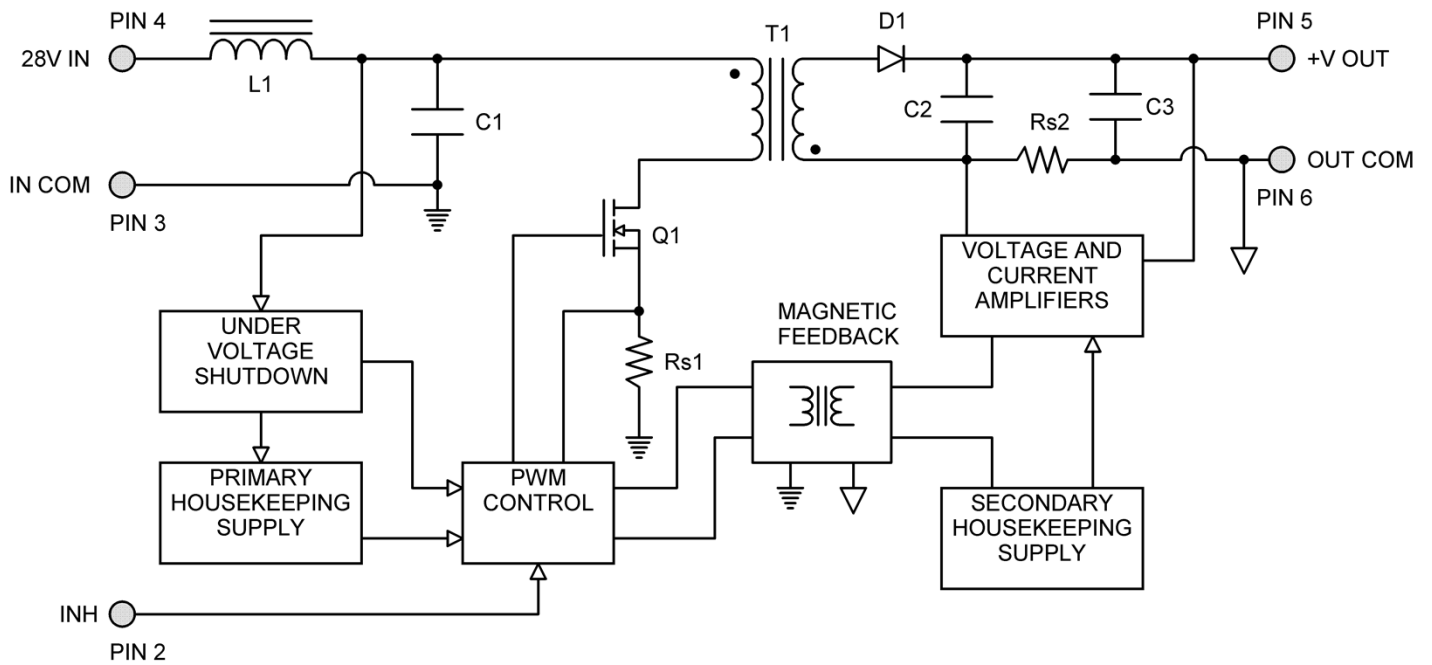 PIN 4
28V IN
L1
C1
IN COM
PIN 3
T1
D1
PIN 5
+V OUT
C2
Rs2
C3
OUT COM
PIN 6
Q1
Rs1
UNDER
VOLTAGE
SHUTDOWN
VOLTAGE AND
CURRENT
AMPLIFIERS
MAGNETIC
FEEDBACK
PRIMARY
HOUSEKEEPING
SUPPLY
PWM
CONTROL
SECONDARY
HOUSEKEEPING
SUPPLY
INH
PIN 2